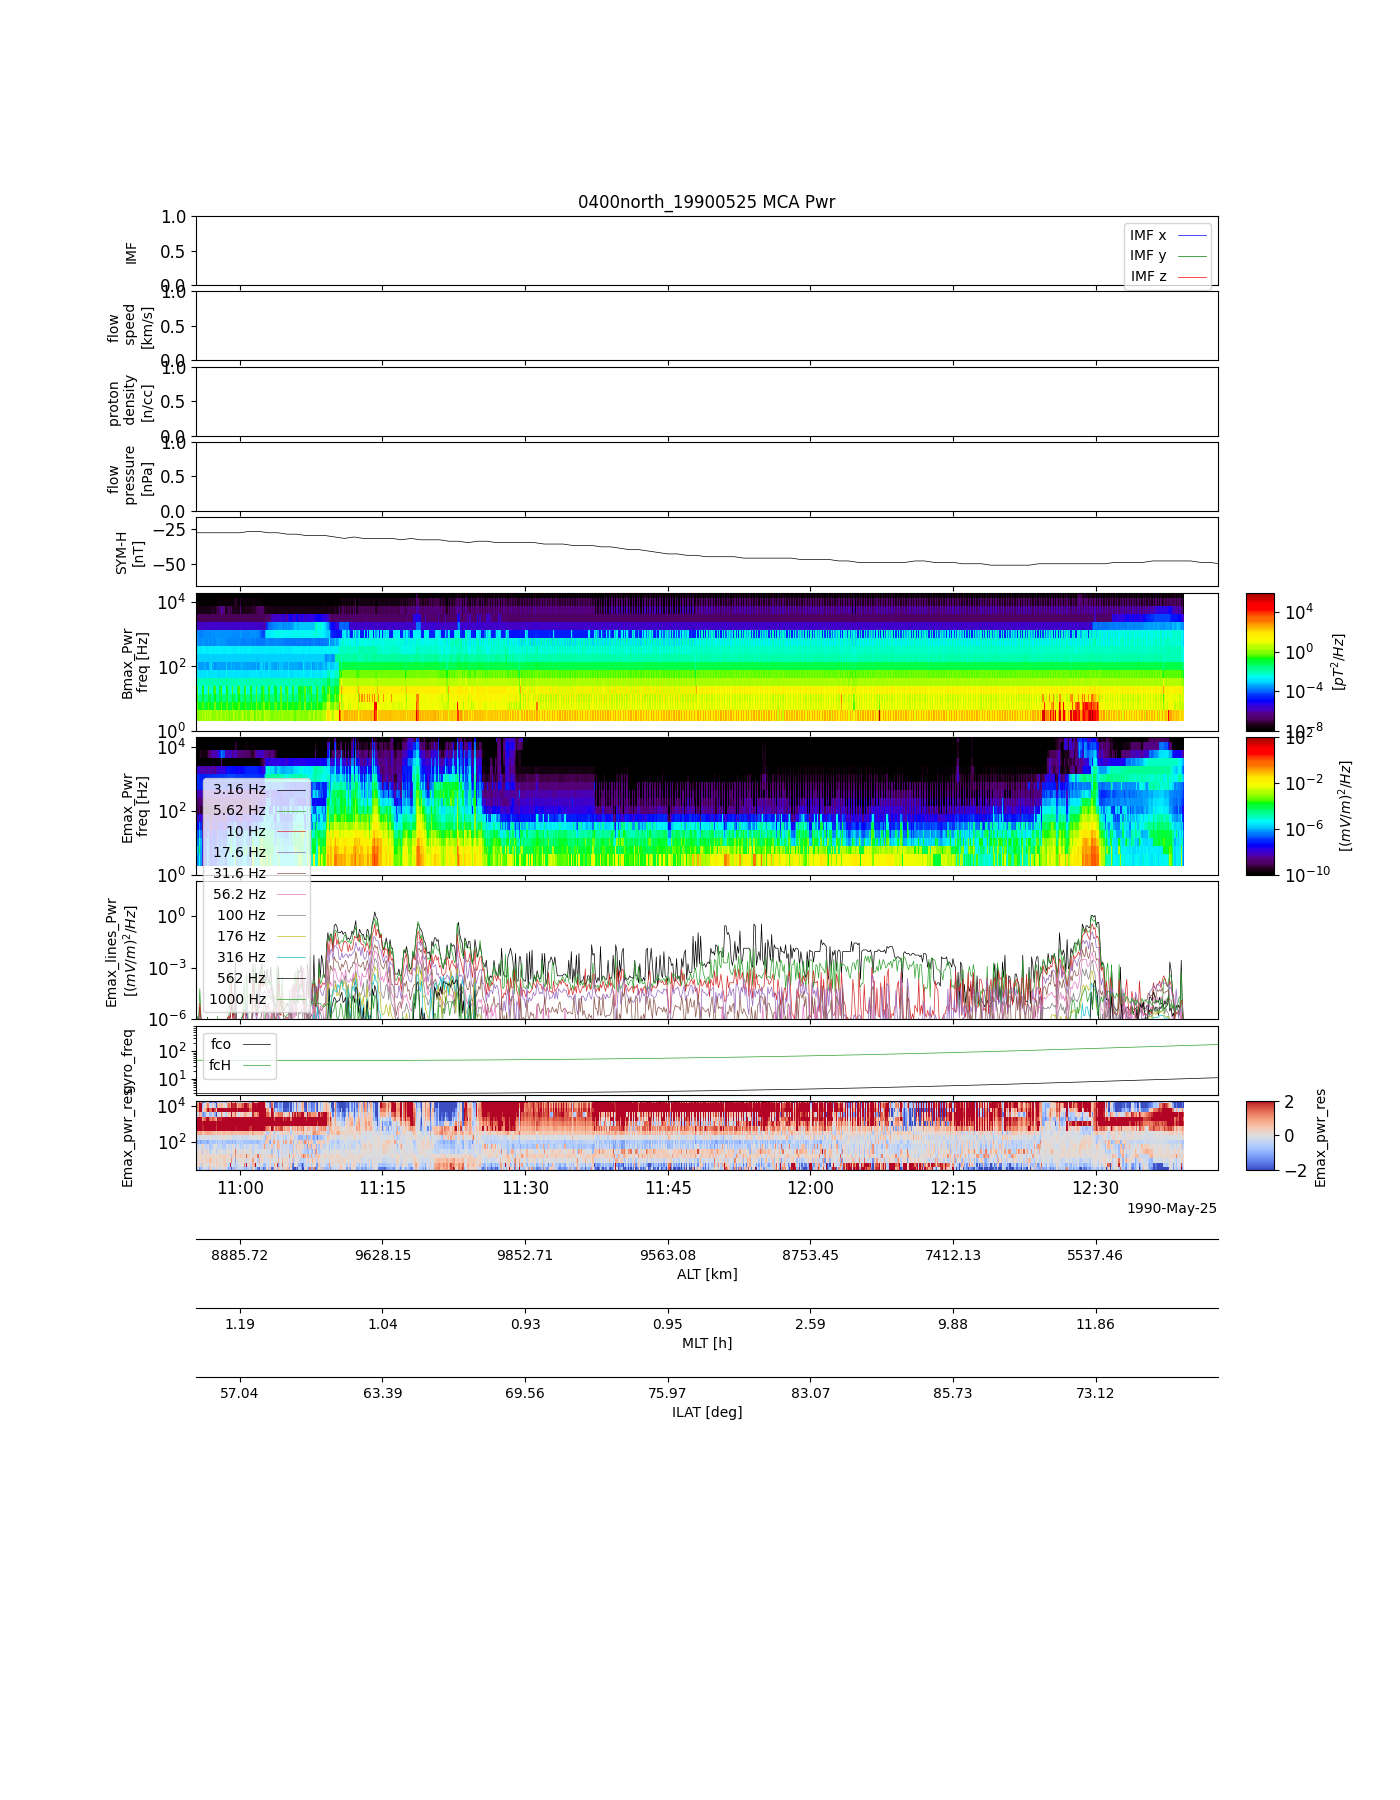 0400north_19900525 MCA Pwr
1.0
0.5
0.0
IMF
IMF x
IMF y
IMF z
1.0
0.5
0.0
flow
speed
[km/s]
1.0
0.5
0.0
proton
density
[n/cc]
1.0
0.5
0.0
flow
pressure
[nPa]
−25
−50
SYM-H
[nT]
10^4
10^2
10^0
Bmax_Pwr
freq [Hz]
10^4
10^0
10^−4
10^−8
[pT^2/Hz]
10^4
10^2
10^0
Emax_Pwr
freq [Hz]
10^2
10^−2
10^−6
10^−10
[(mV/m)^2/Hz]
3.16 Hz
5.62 Hz
10 Hz
17.6 Hz
31.6 Hz
56.2 Hz
100 Hz
176 Hz
316 Hz
562 Hz
1000 Hz
10^0
10^−3
10^−6
Emax_lines_Pwr
[(mV/m)^2/Hz]
10^2
10^1
gyro_freq
fco
fcH
10^4
10^2
Emax_pwr_res
2
0
−2
Emax_pwr_res
11:00 11:15 11:30 11:45 12:00 12:15 12:30
1990-May-25
8885.72 9628.15 9852.71 9563.08 8753.45 7412.13 5537.46
ALT [km]
1.19 1.04 0.93 0.95 2.59 9.88 11.86
MLT [h]
57.04 63.39 69.56 75.97 83.07 85.73 73.12
ILAT [deg]